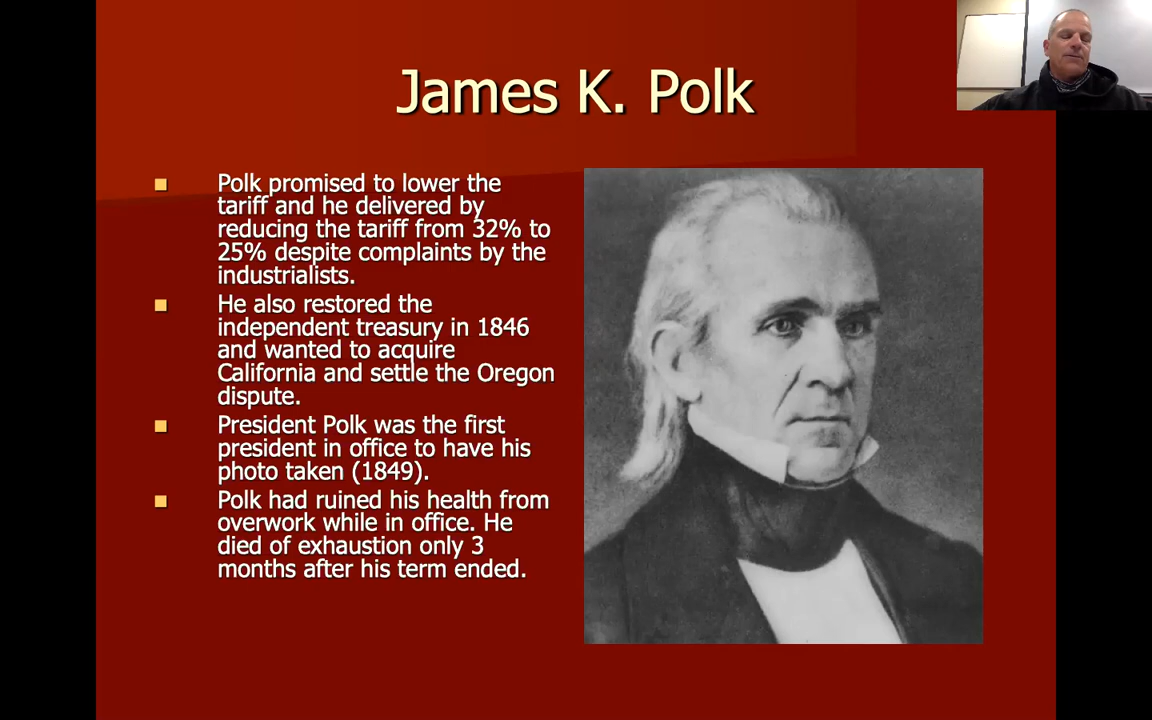 James K. Polk
Polk promised to lower the
tariff and he delivered by
reducing the tariff from 32% to
25% despite complaints by the
industrialists.
He also restored the
independent treasury in 1846
and wanted to acquire
California and settle the Oregon
dispute.
President Polk was the first
president in office to have his
photo taken (1849).
Polk had ruined his health from
overwork while in office. He
died of exhaustion only 3
months after his term ended.